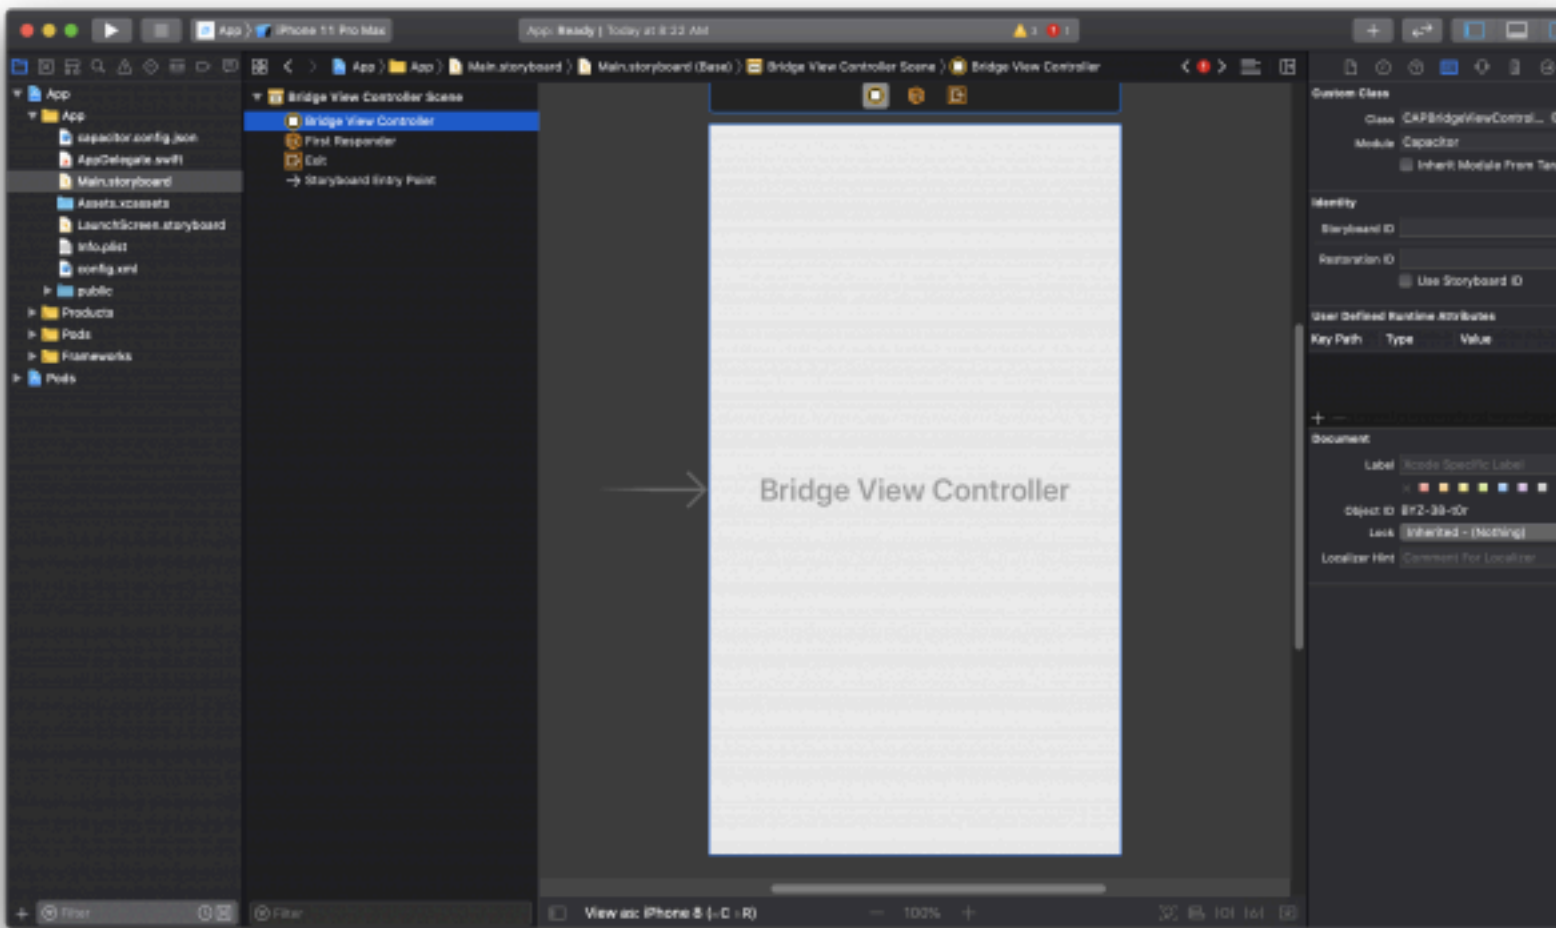 App iPhone 11 Pro Max
App: Ready | Today at 8:22 AM
3
1
App App Main.storyboard Main.storyboard (Base) Bridge View Controller Scene Bridge View Controller
App
App
capacitor.config.json
AppDelegate.swift
Main.storyboard
Assets.xcassets
LaunchScreen.storyboard
Info.plist
config.xml
public
Products
Pods
Frameworks
Pods
Filter
Bridge View Controller Scene
Bridge View Controller
First Responder
Exit
Storyboard Entry Point
Filter
Bridge View Controller
View as: iPhone 8
100%
Custom Class
Class CAPBridgeViewControl...
Module Capacitor
Inherit Module From Tar
Identity
Storyboard ID
Restoration ID
Use Storyboard ID
User Defined Runtime Attributes
Key Path Type Value
Document
Label Xcode Specific Label
Object ID BYZ-38-t0r
Lock Inherited - (Nothing)
Localizer Hint Comment For Localizer